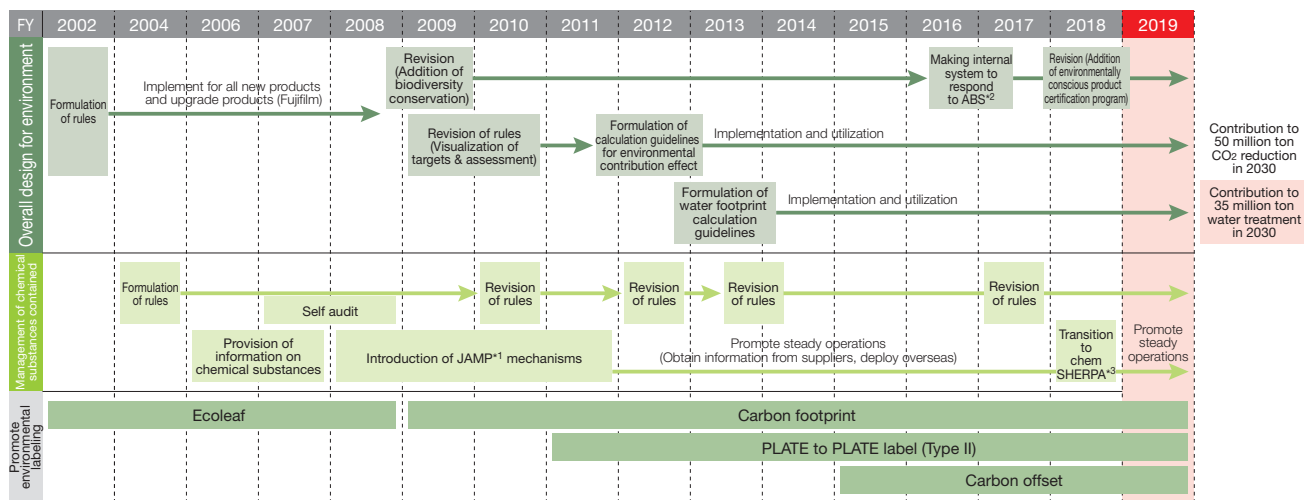 FY 2002 2004 2006 2007 2008 2009 2010 2011 2012 2013 2014 2015 2016 2017 2018 2019
Overall design for environment
Formulation
of rules
Implement for all new products
and upgrade products (Fujifilm)
Revision
(Addition of
biodiversity
conservation)
Making internal
system to
respond
to ABS*2
Revision (Addition
of environmentally
conscious product
certification program)
Revision of rules
(Visualization of
targets & assessment)
Formulation of
calculation guidelines
for environmental
contribution effect
Implementation and utilization
Contribution to
50 million ton
CO2 reduction
in 2030
Formulation of
water footprint
calculation
guidelines
Implementation and utilization
Contribution to
35 million ton
water treatment
in 2030
Management of chemical
substances contained
Formulation
of rules
Self audit
Revision
of rules
Revision
of rules
Revision
of rules
Revision
of rules
Provision of
information on
chemical substances
Introduction of JAMP*1 mechanisms
Promote steady operations
(Obtain information from suppliers, deploy overseas)
Transition
to
chem
SHERPA*3
Promote
steady
operations
Promote
environmental
labeling
Ecoleaf
Carbon footprint
PLATE to PLATE label (Type II)
Carbon offset